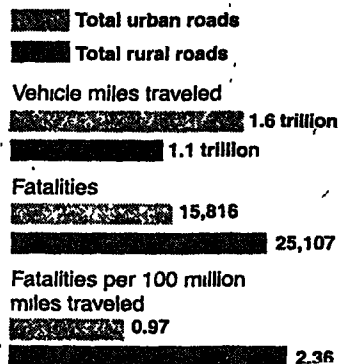 Total urban roads
Total rural roads
Vehicle miles traveled
1.6 trillion
1.1 trillion
Fatalities
15,816
25,107
Fatalities per 100 million
miles traveled
0.97
2.36